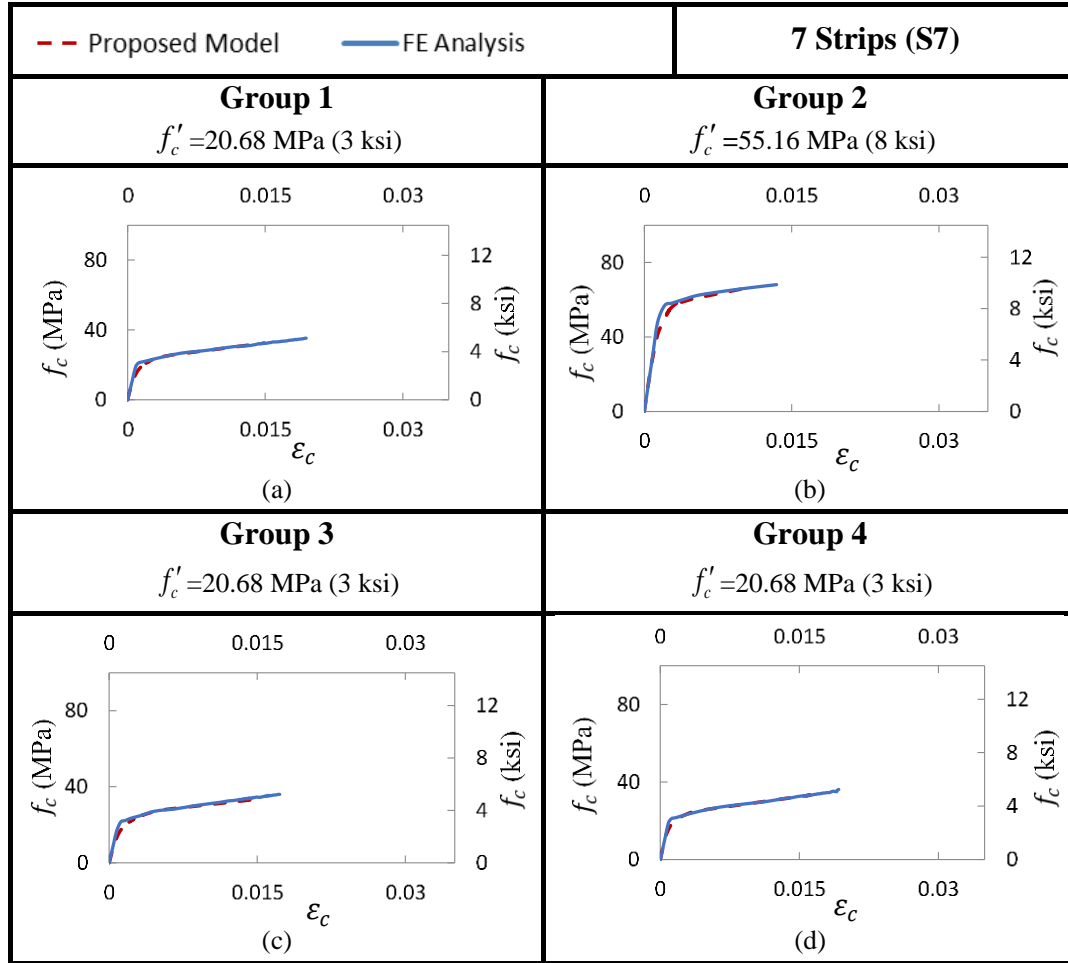 Proposed Model FE Analysis 7 Strips (S7)
Group 1
f′c =20.68 MPa (3 ksi)
Group 2
f′c =55.16 MPa (8 ksi)
0 0.015 0.03
80
40
0
fc (MPa)
12
8
4
0
fc (ksi)
0 0.015 0.03
εc
(a)
0 0.015 0.03
80
40
0
fc (MPa)
12
8
4
0
fc (ksi)
0 0.015 0.03
εc
(b)
Group 3
f′c =20.68 MPa (3 ksi)
Group 4
f′c =20.68 MPa (3 ksi)
0 0.015 0.03
80
40
0
fc (MPa)
12
8
4
0
fc (ksi)
0 0.015 0.03
εc
(c)
0 0.015 0.03
80
40
0
fc (MPa)
12
8
4
0
fc (ksi)
0 0.015 0.03
εc
(d)